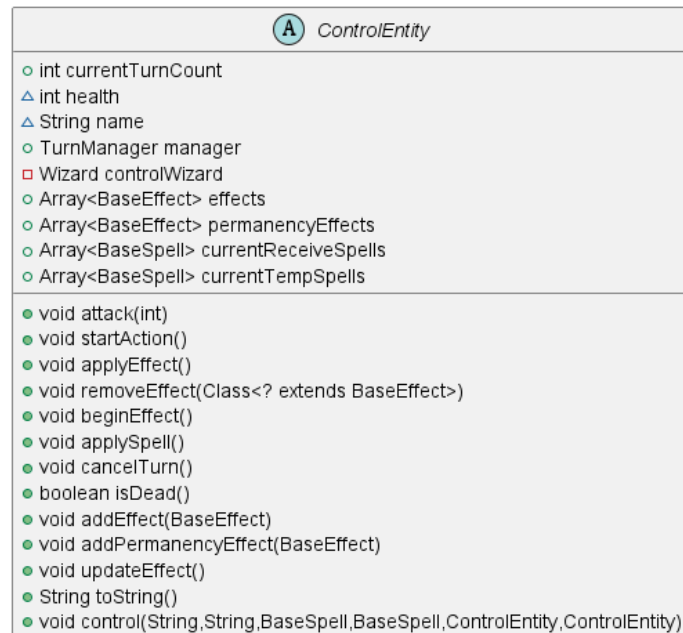 A ControlEntity
int currentTurnCount
int health
String name
TurnManager manager
Wizard controlWizard
Array<BaseEffect> effects
Array<BaseEffect> permanencyEffects
Array<BaseSpell> currentReceiveSpells
Array<BaseSpell> currentTempSpells
void attack(int)
void startAction()
void applyEffect()
void removeEffect(Class<? extends BaseEffect>)
void beginEffect()
void applySpell()
void cancelTurn()
boolean isDead()
void addEffect(BaseEffect)
void addPermanencyEffect(BaseEffect)
void updateEffect()
String toString()
void control(String,String,BaseSpell,BaseSpell,ControlEntity,ControlEntity)